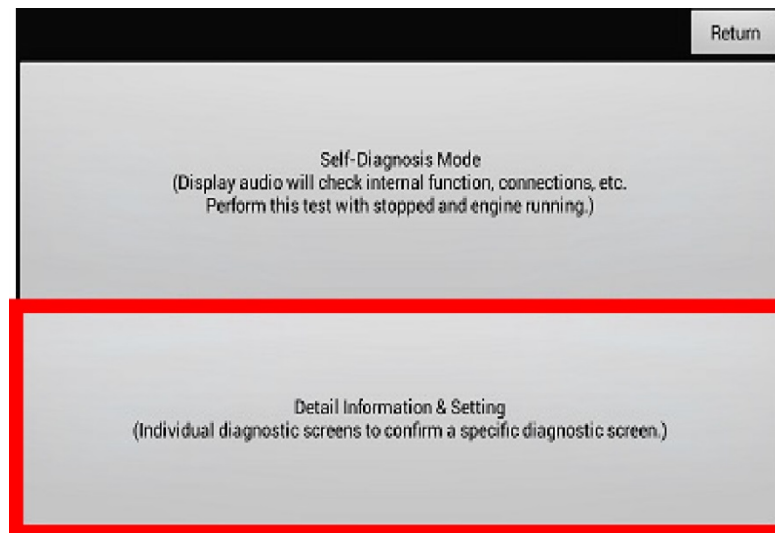 Return
Self-Diagnosis Mode
(Display audio will check internal function, connections, etc.
Perform this test with stopped and engine running.)
Detail Information & Setting
(Individual diagnostic screens to confirm a specific diagnostic screen.)